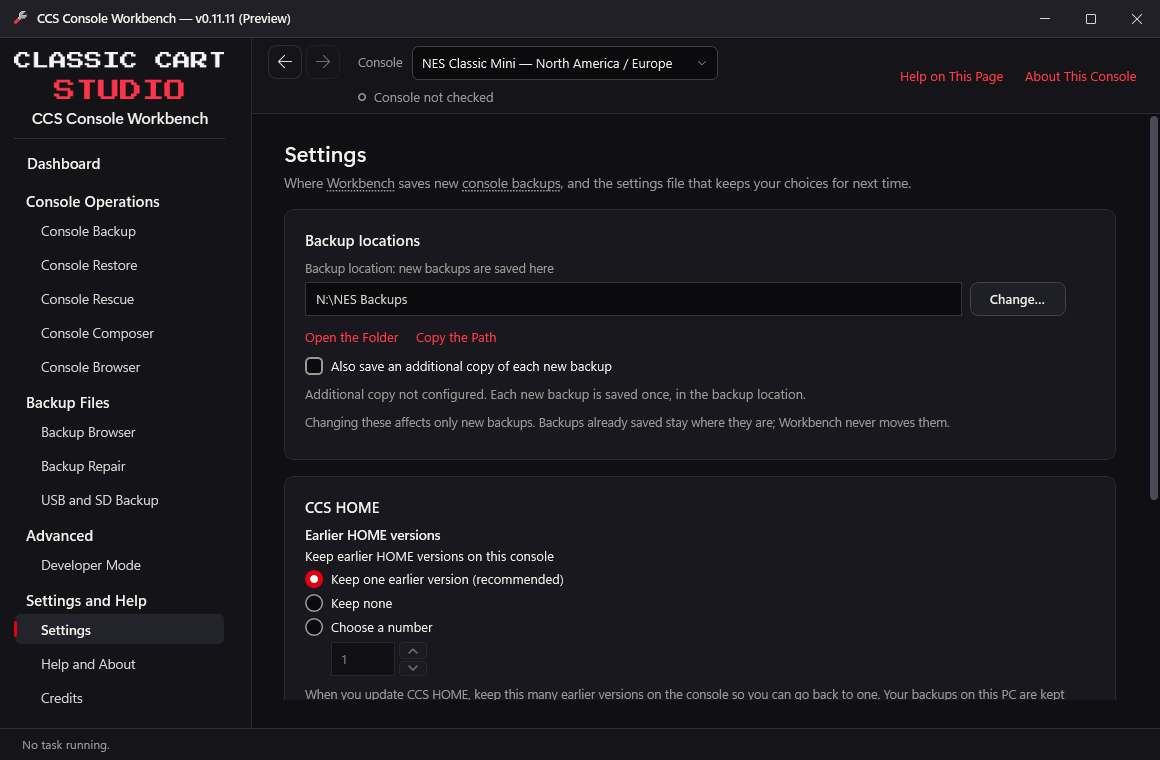 CCS Console Workbench — v0.11.11 (Preview)
CLASSIC CART
STUDIO
CCS Console Workbench
Dashboard
Console Operations
Console Backup
Console Restore
Console Rescue
Console Composer
Console Browser
Backup Files
Backup Browser
Backup Repair
USB and SD Backup
Advanced
Developer Mode
Settings and Help
Settings
Help and About
Credits
Console
NES Classic Mini — North America / Europe
Console not checked
Help on This Page
About This Console
Settings
Where Workbench saves new console backups, and the settings file that keeps your choices for next time.
Backup locations
Backup location: new backups are saved here
N:\NES Backups
Change...
Open the Folder
Copy the Path
Also save an additional copy of each new backup
Additional copy not configured. Each new backup is saved once, in the backup location.
Changing these affects only new backups. Backups already saved stay where they are; Workbench never moves them.
CCS HOME
Earlier HOME versions
Keep earlier HOME versions on this console
Keep one earlier version (recommended)
Keep none
Choose a number
1
When you update CCS HOME, keep this many earlier versions on the console so you can go back to one. Your backups on this PC are kept
No task running.